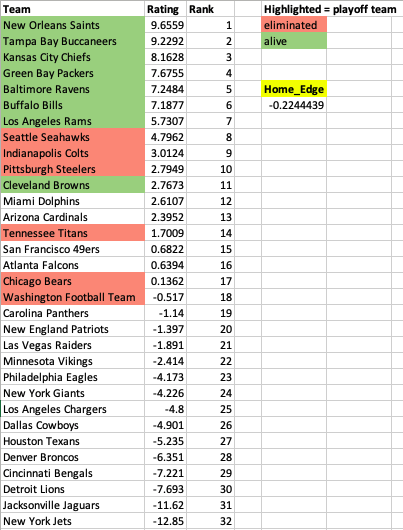 Team Rating Rank Highlighted = playoff team
New Orleans Saints 9.6559 1 eliminated
Tampa Bay Buccaneers 9.2292 2 alive
Kansas City Chiefs 8.1628 3
Green Bay Packers 7.6755 4
Baltimore Ravens 7.2484 5 Home_Edge
Buffalo Bills 7.1877 6 -0.2244439
Los Angeles Rams 5.7307 7
Seattle Seahawks 4.7962 8
Indianapolis Colts 3.0124 9
Pittsburgh Steelers 2.7949 10
Cleveland Browns 2.7673 11
Miami Dolphins 2.6107 12
Arizona Cardinals 2.3952 13
Tennessee Titans 1.7009 14
San Francisco 49ers 0.6822 15
Atlanta Falcons 0.6394 16
Chicago Bears 0.1362 17
Washington Football Team -0.517 18
Carolina Panthers -1.14 19
New England Patriots -1.397 20
Las Vegas Raiders -1.891 21
Minnesota Vikings -2.414 22
Philadelphia Eagles -4.173 23
New York Giants -4.226 24
Los Angeles Chargers -4.8 25
Dallas Cowboys -4.901 26
Houston Texans -5.235 27
Denver Broncos -6.351 28
Cincinnati Bengals -7.221 29
Detroit Lions -7.693 30
Jacksonville Jaguars -11.62 31
New York Jets -12.85 32